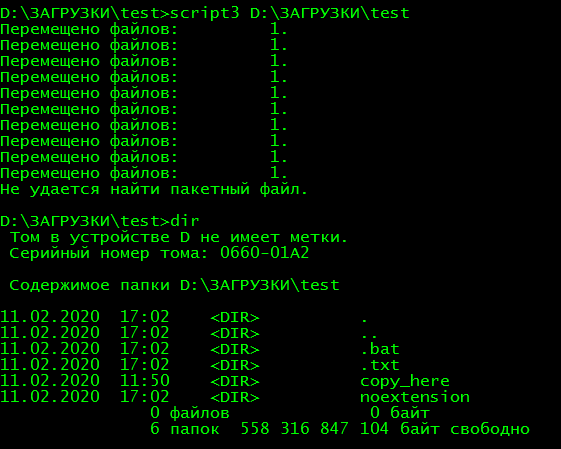 D:\ЗАГРУЗКИ\test>script3 D:\ЗАГРУЗКИ\test
Перемещено файлов:         1.
Перемещено файлов:         1.
Перемещено файлов:         1.
Перемещено файлов:         1.
Перемещено файлов:         1.
Перемещено файлов:         1.
Перемещено файлов:         1.
Перемещено файлов:         1.
Перемещено файлов:         1.
Перемещено файлов:         1.
Не удается найти пакетный файл.
D:\ЗАГРУЗКИ\test>dir
Том в устройстве D не имеет метки.
Серийный номер тома: 0660-01A2
Содержимое папки D:\ЗАГРУЗКИ\test
11.02.2020  17:02    <DIR>          .
11.02.2020  17:02    <DIR>          ..
11.02.2020  17:02    <DIR>          .bat
11.02.2020  17:02    <DIR>          .txt
11.02.2020  11:50    <DIR>          copy_here
11.02.2020  17:02    <DIR>          noextension
0 файлов              0 байт
6 папок  558 316 847 104 байт свободно